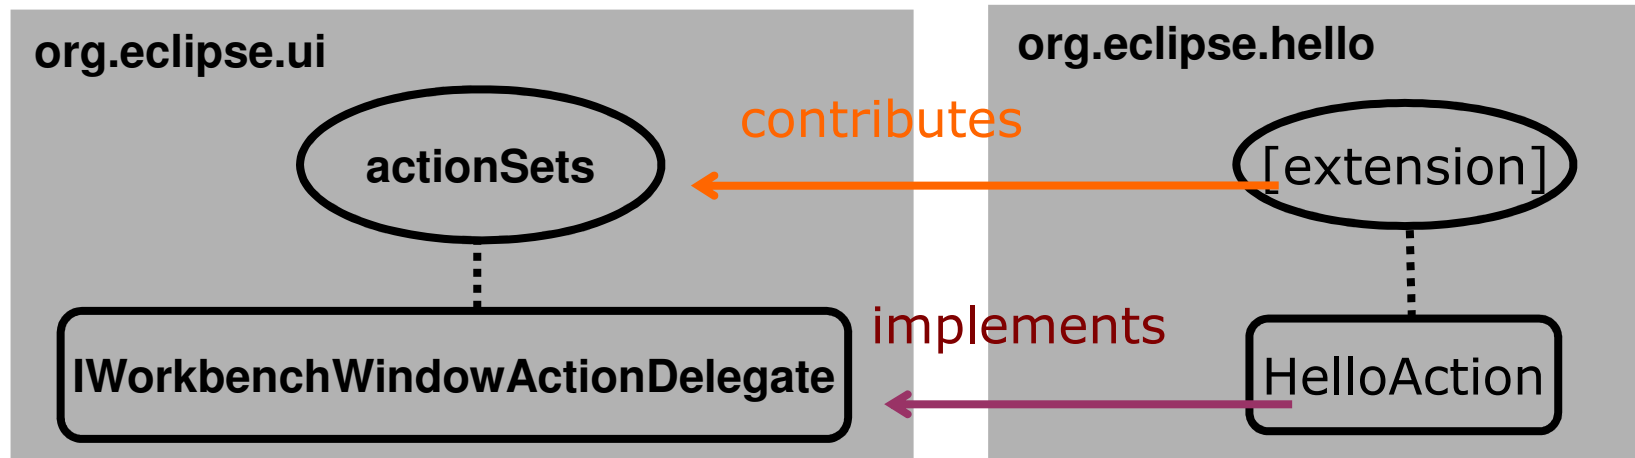 org.eclipse.ui
org.eclipse.hello
contributes
actionSets
[extension]
implements
IWorkbenchWindowActionDelegate
HelloAction